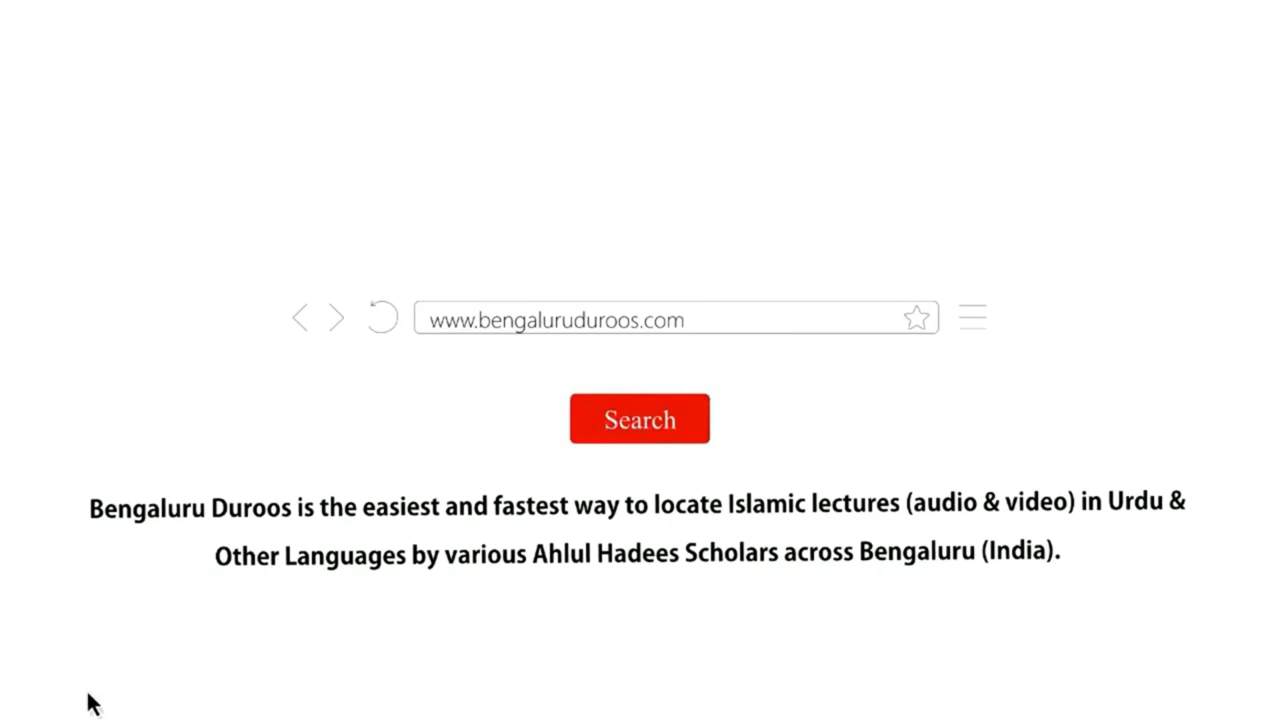 www.bengaluruduroos.com
Search
Bengaluru Duroos is the easiest and fastest way to locate Islamic lectures (audio & video) in Urdu &
Other Languages by various Ahlul Hadees Scholars across Bengaluru (India).